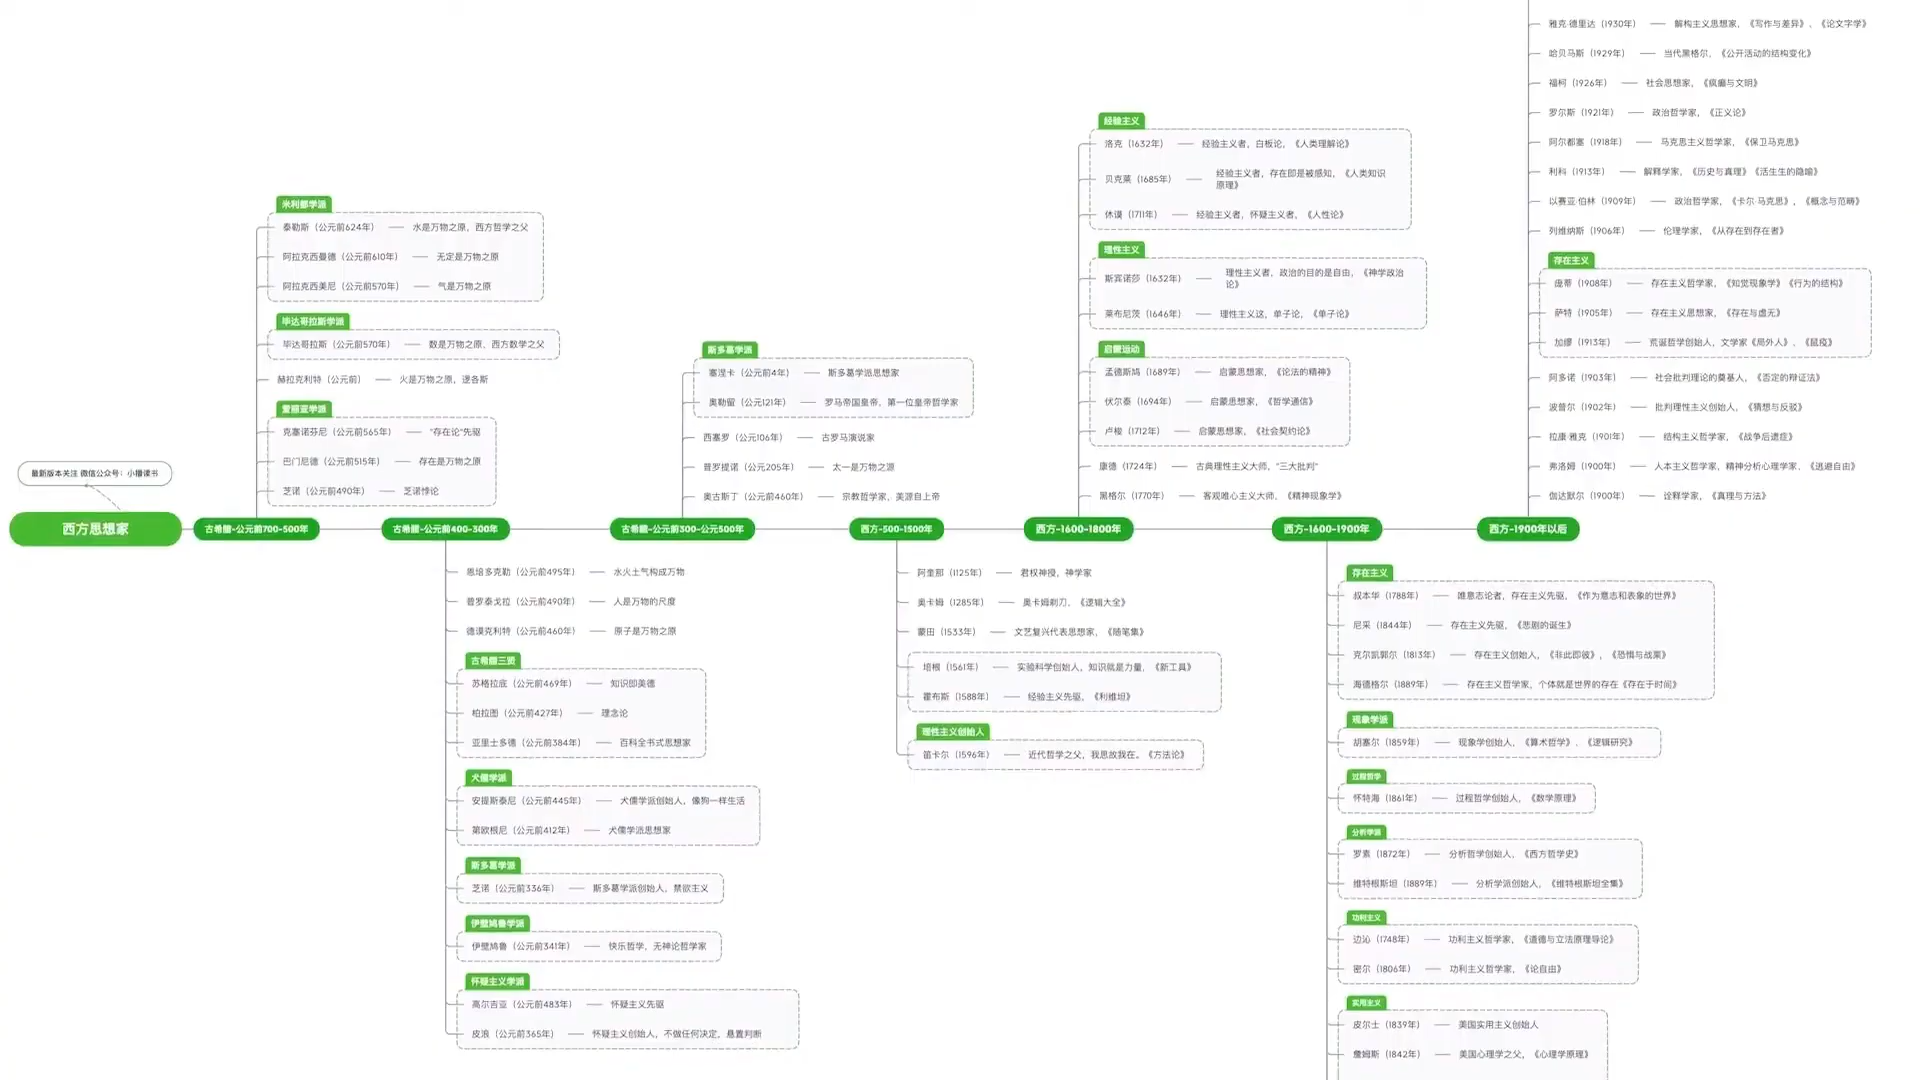 最新版本关注 微信公众号：小播课书
西方思想家
古希腊-公元前700-500年
米利都学派
泰勒斯（公元前624年） 水是万物之原，西方哲学之父
阿拉克西曼德（公元前610年） 无定是万物之原
阿拉克西美尼（公元前570年） 气是万物之原
毕达哥拉斯学派
毕达哥拉斯（公元前570年） 数是万物之原、西方数学之父
赫拉克利特（公元前） 火是万物之原，逻各斯
爱丽亚学派
克塞诺芬尼（公元前565年） “存在论”先驱
巴门尼德（公元前515年） 存在是万物之原
芝诺（公元前490年） 芝诺悖论
古希腊-公元前400-300年
恩培多克勒（公元前495年） 水火土气构成万物
普罗泰戈拉（公元前490年） 人是万物的尺度
德谟克利特（公元前460年） 原子是万物之原
古希腊三贤
苏格拉底（公元前469年） 知识即美德
柏拉图（公元前427年） 理念论
亚里士多德（公元前384年） 百科全书式思想家
犬儒学派
安提斯泰尼（公元前445年） 犬儒学派创始人，像狗一样生活
第欧根尼（公元前412年） 犬儒学派思想家
斯多葛学派
芝诺（公元前336年） 斯多葛学派创始人，禁欲主义
伊壁鸠鲁学派
伊壁鸠鲁（公元前341年） 快乐哲学，无神论哲学家
怀疑主义学派
高尔吉亚（公元前483年） 怀疑主义先驱
皮浪（公元前365年） 怀疑主义创始人，不做任何决定，悬置判断
古希腊-公元前300-公元500年
斯多葛学派
塞涅卡（公元前4年） 斯多葛学派思想家
奥勒留（公元121年） 罗马帝国皇帝，第一位皇帝哲学家
西塞罗（公元106年） 古罗马演说家
普罗提诺（公元205年） 太一是万物之源
奥古斯丁（公元前460年） 宗教哲学家，美源自上帝
西方-500-1500年
阿奎那（1125年） 君权神授，神学家
奥卡姆（1285年） 奥卡姆剃刀，《逻辑大全》
蒙田（1533年） 文艺复兴代表思想家，《随笔集》
培根（1561年） 实验科学创始人，知识就是力量，《新工具》
霍布斯（1588年） 经验主义先驱，《利维坦》
理性主义创始人
笛卡尔（1596年） 近代哲学之父，我思故我在。《方法论》
西方-1600-1800年
经验主义
洛克（1632年） 经验主义者，白板论，《人类理解论》
贝克莱（1685年） 经验主义者，存在即是被感知，《人类知识
原理》
休谟（1711年） 经验主义者，怀疑主义者，《人性论》
理性主义
斯宾诺莎（1632年） 理性主义者，政治的目的是自由，《神学政治
论》
莱布尼茨（1646年） 理性主义这，单子论，《单子论》
启蒙运动
孟德斯鸠（1689年） 启蒙思想家，《论法的精神》
伏尔泰（1694年） 启蒙思想家，《哲学通信》
卢梭（1712年） 启蒙思想家，《社会契约论》
康德（1724年） 古典理性主义大师，“三大批判”
黑格尔（1770年） 客观唯心主义大师，《精神现象学》
西方-1600-1900年
存在主义
叔本华（1788年） 唯意志论者，存在主义先驱，《作为意志和表象的世界》
尼采（1844年） 存在主义先驱，《悲剧的诞生》
克尔凯郭尔（1813年） 存在主义创始人，《非此即彼》，《恐惧与战栗》
海德格尔（1889年） 存在主义哲学家，个体就是世界的存在《存在于时间》
现象学派
胡塞尔（1859年） 现象学创始人，《算术哲学》、《逻辑研究》
过程哲学
怀特海（1861年） 过程哲学创始人，《数学原理》
分析学派
罗素（1872年） 分析哲学创始人，《西方哲学史》
维特根斯坦（1889年） 分析学派创始人，《维特根斯坦全集》
功利主义
边沁（1748年） 功利主义哲学家，《道德与立法原理导论》
密尔（1806年） 功利主义哲学家，《论自由》
实用主义
皮尔士（1839年） 美国实用主义创始人
詹姆斯（1842年） 美国心理学之父，《心理学原理》
西方-1900年以后
雅克·德里达（1930年） 解构主义思想家，《写作与差异》、《论文字学》
哈贝马斯（1929年） 当代黑格尔，《公开活动的结构变化》
福柯（1926年） 社会思想家，《疯癫与文明》
罗尔斯（1921年） 政治哲学家，《正义论》
阿尔都塞（1918年） 马克思主义哲学家，《保卫马克思》
利科（1913年） 解释学家，《历史与真理》《活生生的隐喻》
以赛亚·伯林（1909年） 政治哲学家，《卡尔·马克思》，《概念与范畴》
列维纳斯（1906年） 伦理学家，《从存在到存在者》
存在主义
庞蒂（1908年） 存在主义哲学家，《知觉现象学》《行为的结构》
萨特（1905年） 存在主义思想家，《存在与虚无》
加缪（1913年） 荒诞哲学创始人，文学家《局外人》，《鼠疫》
阿多诺（1903年） 社会批判理论的奠基人，《否定的辩证法》
波普尔（1902年） 批判理性主义创始人，《猜想与反驳》
拉康·雅克（1901年） 结构主义哲学家，《战争后遗症》
弗洛姆（1900年） 人本主义哲学家，精神分析心理学家，《逃避自由》
伽达默尔（1900年） 诠释学家，《真理与方法》